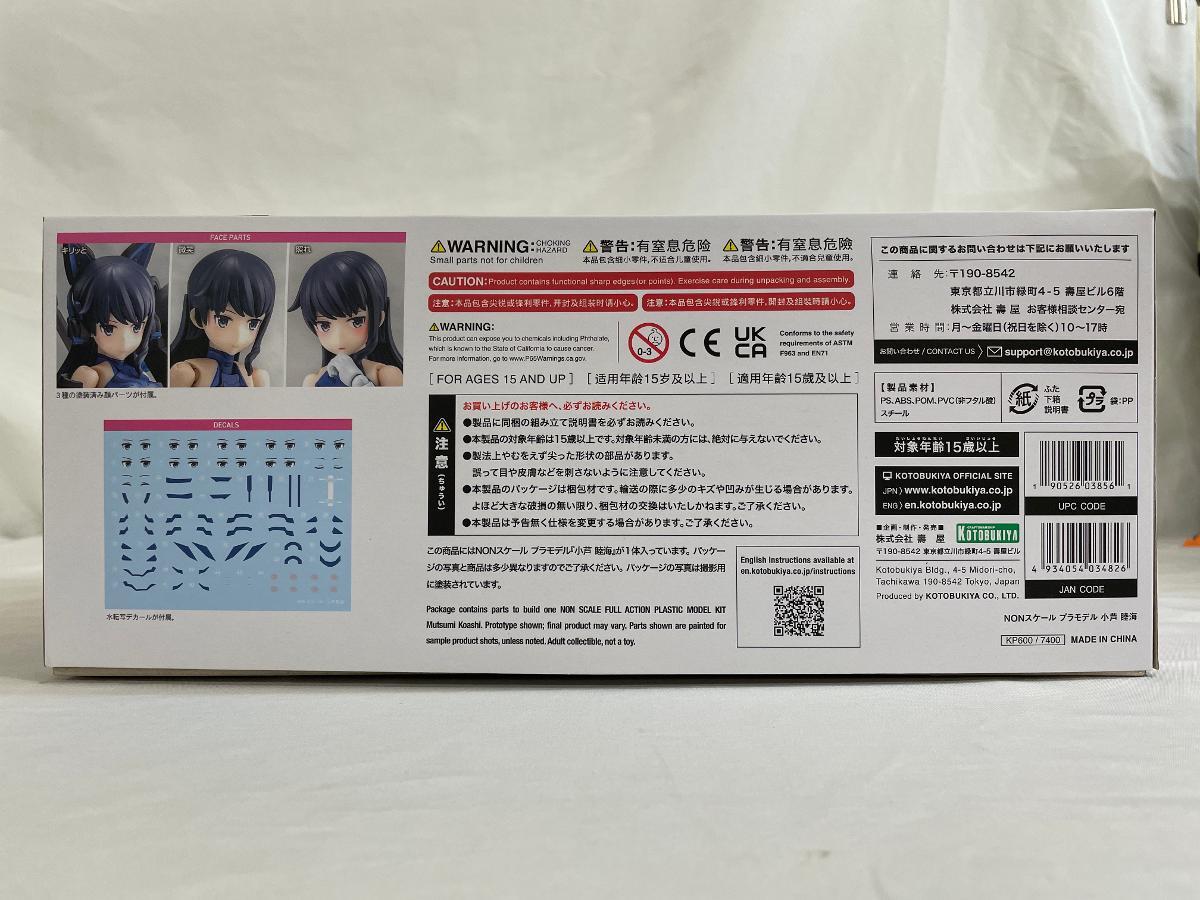 FACE PARTS
キリッと
微笑
照れ
3種の塗装済み顔パーツが付属。
DECALS
水転写デカールが付属。
WARNING: CHOKING HAZARD
Small parts not for children
警告:有窒息危险
本品包含细小零件,不适合儿童使用。
警告:有窒息危險
本品包含細小零件,不適合兒童使用。
CAUTION: Product contains functional sharp edges(or points). Exercise care during unpacking and assembly.
注意:本品包含尖锐或锋利零件,开封及组装时请小心。
注意:本品包含尖銳或鋒利零件,開封及組裝時請小心。
WARNING:
This product can expose you to chemicals including Phthalate,
which is known to the State of California to cause cancer.
For more information, go to www.P65Warnings.ca.gov.
0-3
CE
UK
CA
Conforms to the safety
requirements of ASTM
F963 and EN71
[FOR AGES 15 AND UP]
[适用年龄15岁及以上]
[適用年齡15歲及以上]
注意(ちゅうい)
お買い上げのお客様へ、必ずお読みください。
●製品に同梱の組み立て説明書を必ずお読みください。
●本製品の対象年齢は15歳以上です。対象年齢未満の方には、絶対に与えないでください。
●製法上やむをえず尖った形状の部品があります。
誤って目や皮膚などを刺さないように注意してください。
●本製品のパッケージは梱包材です。輸送の際に多少のキズや凹みが生じる場合があります。
よほど大きな破損の無い限り、梱包材の交換はいたしかねます。ご了承ください。
●本製品は予告無く仕様を変更する場合があります。ご了承ください。
この商品にはNONスケール プラモデル『小芦 睦海』が1体入っています。パッケー
ジの写真と商品は多少異なりますのでご了承ください。パッケージの写真は撮影用
に塗装されています。
Package contains parts to build one NON SCALE FULL ACTION PLASTIC MODEL KIT
Mutsumi Koashi. Prototype shown; final product may vary. Parts shown are painted for
sample product shots, unless noted. Adult collectible, not a toy.
English Instructions available at
en.kotobukiya.co.jp/instructions
この商品に関するお問い合わせは下記にお願いいたします
連絡先:〒190-8542
東京都立川市緑町4-5 壽屋ビル6階
株式会社 壽屋 お客様相談センター宛
営業時間:月〜金曜日(祝日を除く)10〜17時
お問い合わせ / CONTACT US
support@kotobukiya.co.jp
【製品素材】
PS、ABS、POM、PVC(非フタル酸)
スチール
紙
ふた
下箱
説明書
プラ
袋:PP
たいしょうねんれい さいいじょう
対象年齢15歳以上
KOTOBUKIYA OFFICIAL SITE
JPN www.kotobukiya.co.jp
ENG en.kotobukiya.co.jp
■企画・制作・発売■
株式会社 壽屋
KOTOBUKIYA
〒190-8542 東京都立川市緑町4-5 壽屋ビル
Kotobukiya Bldg., 4-5 Midori-cho,
Tachikawa 190-8542 Tokyo, Japan
Produced by KOTOBUKIYA CO., LTD.
1 90526 03856 1
UPC CODE
4 934054 034826
JAN CODE
NONスケール プラモデル 小芦 睦海
KP600 / 7400
MADE IN CHINA